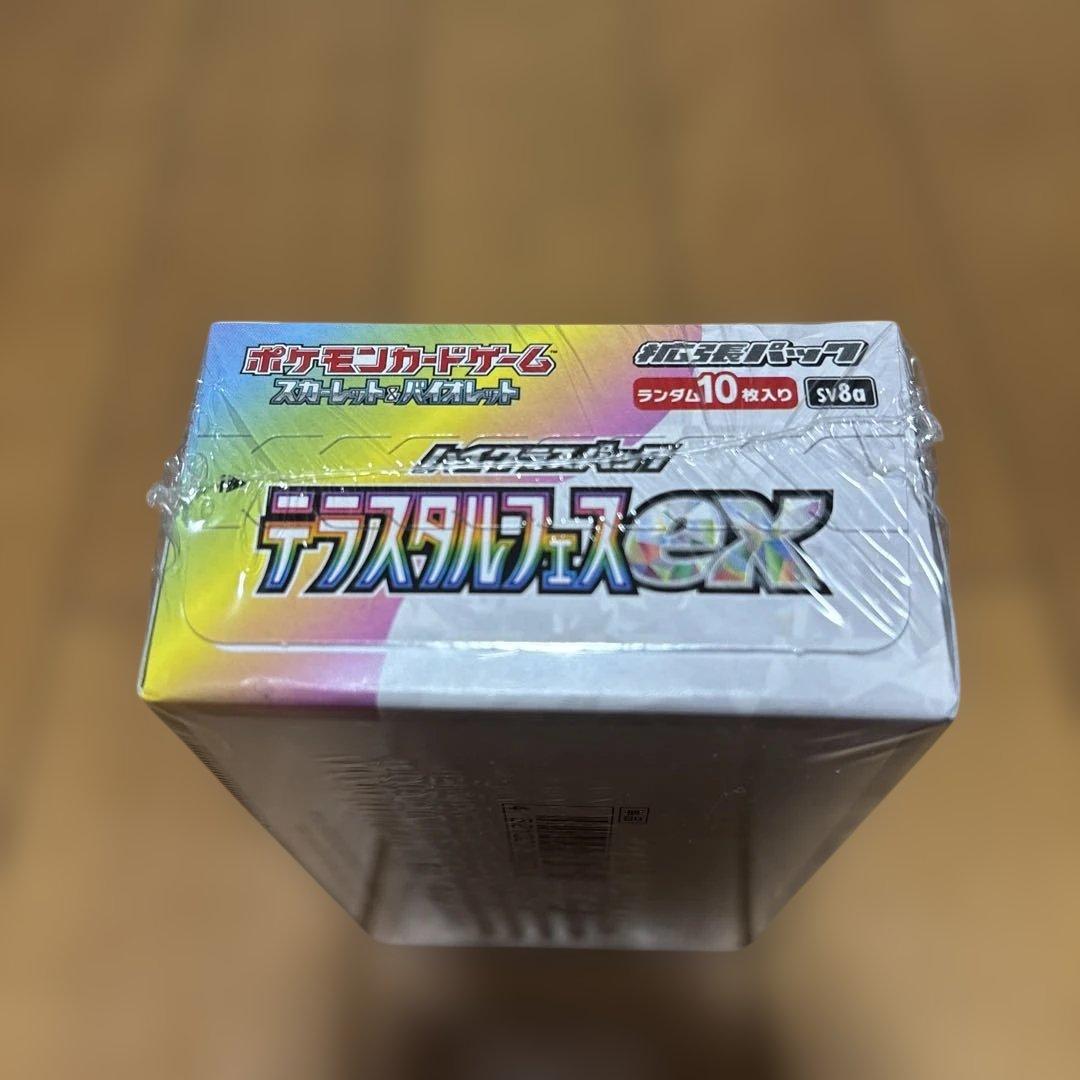 ポケモンカードゲーム™
スカーレット&バイオレット
拡張パック
ランダム10枚入り
SV8a
ハイクラスパック
テラスタルフェスex